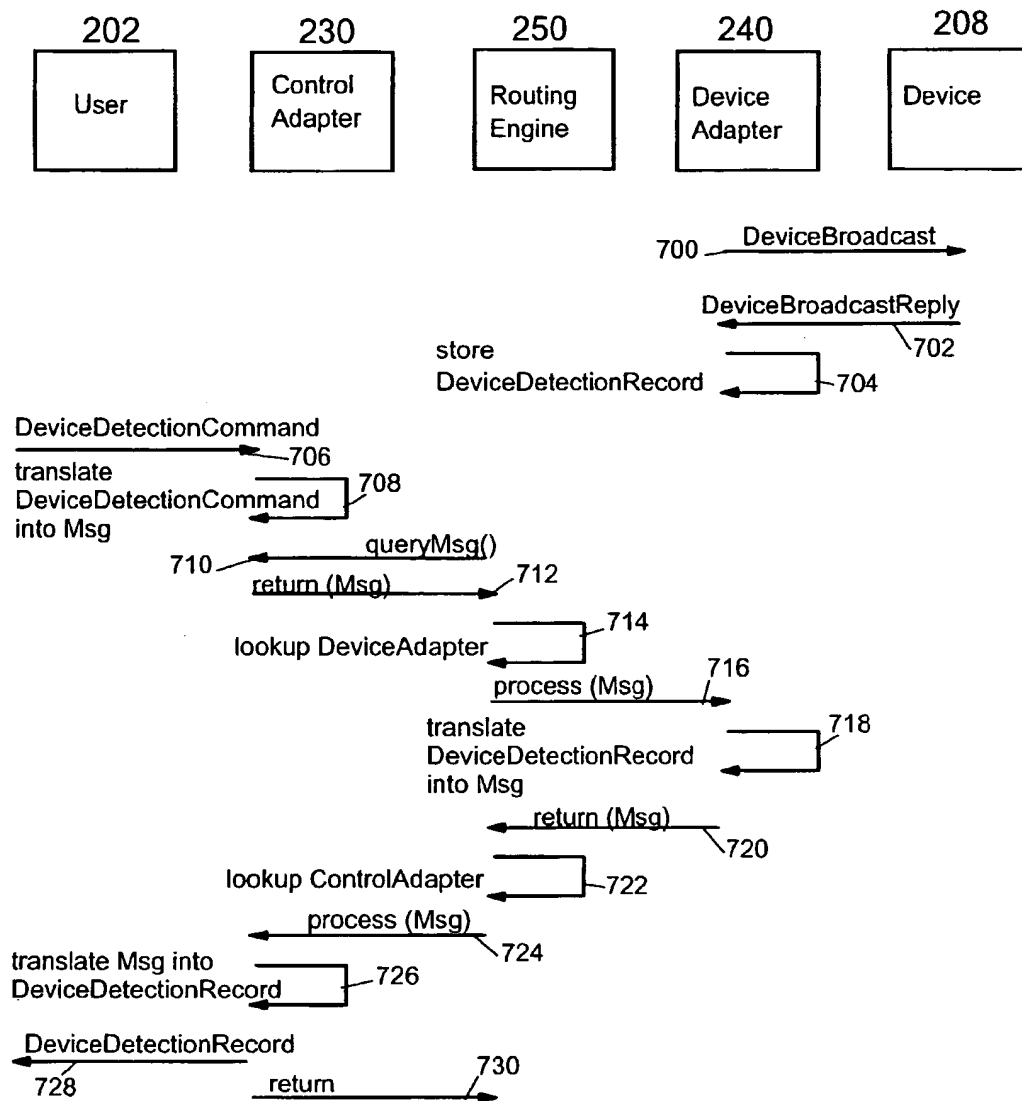 202
230
250
240
208
User
Control
Adapter
Routing
Engine
Device
Adapter
Device
700
DeviceBroadcast
DeviceBroadcastReply
702
store
DeviceDetectionRecord
704
DeviceDetectionCommand
706
translate
DeviceDetectionCommand
into Msg
708
710
queryMsg()
return (Msg)
712
lookup DeviceAdapter
714
process (Msg)
716
translate
DeviceDetectionRecord
into Msg
718
return (Msg)
720
lookup ControlAdapter
722
process (Msg)
724
translate Msg into
DeviceDetectionRecord
726
DeviceDetectionRecord
728
return
730